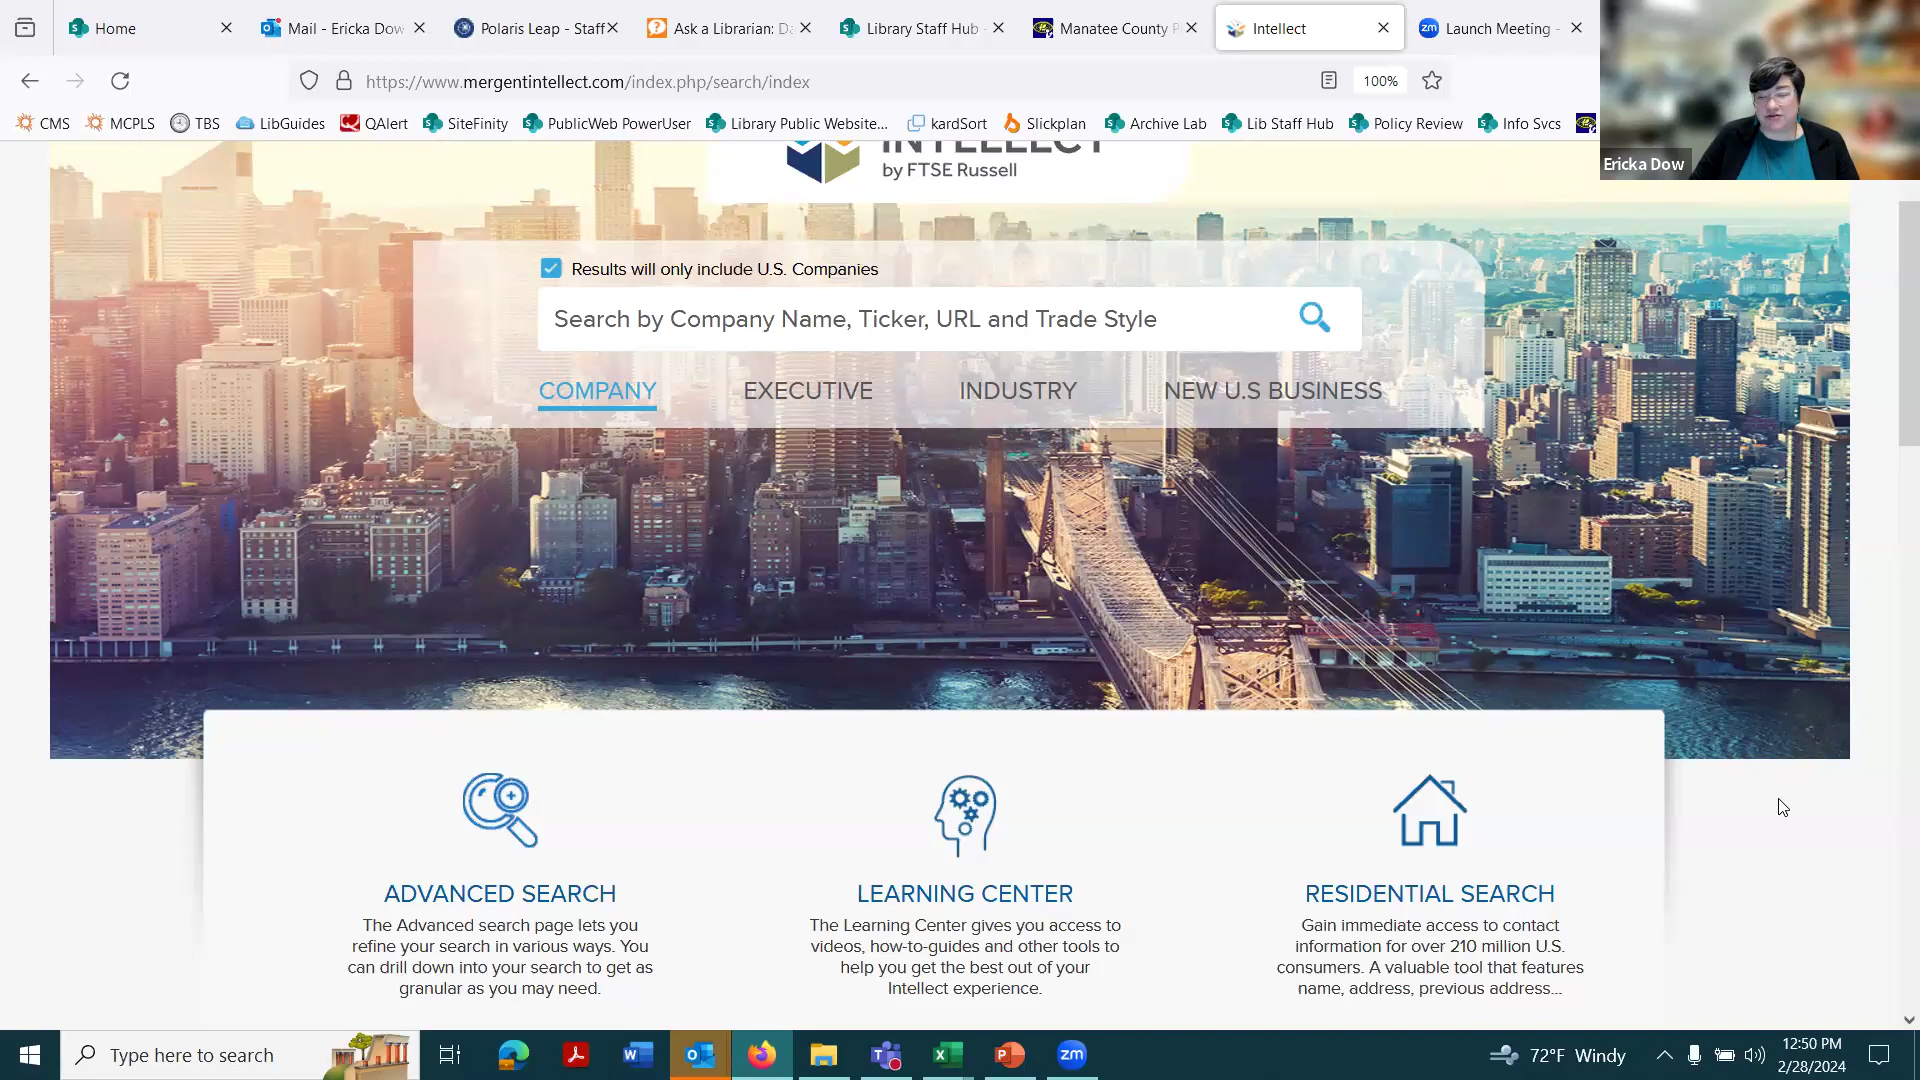 Home
Mail - Ericka Dow
Polaris Leap - Staff
Ask a Librarian: Da
Library Staff Hub -
Manatee County P
Intellect
Launch Meeting -
https://www.mergentintellect.com/index.php/search/index
100%
CMS
MCPLS
TBS
LibGuides
QAlert
SiteFinity
PublicWeb PowerUser
Library Public Website...
kardSort
Slickplan
Archive Lab
Lib Staff Hub
Policy Review
Info Svcs
Ericka Dow
INTELLECT
by FTSE Russell
Results will only include U.S. Companies
Search by Company Name, Ticker, URL and Trade Style
COMPANY
EXECUTIVE
INDUSTRY
NEW U.S BUSINESS
ADVANCED SEARCH
The Advanced search page lets you
refine your search in various ways. You
can drill down into your search to get as
granular as you may need.
LEARNING CENTER
The Learning Center gives you access to
videos, how-to-guides and other tools to
help you get the best out of your
Intellect experience.
RESIDENTIAL SEARCH
Gain immediate access to contact
information for over 210 million U.S.
consumers. A valuable tool that features
name, address, previous address...
Type here to search
zm
72°F Windy
12:50 PM
2/28/2024